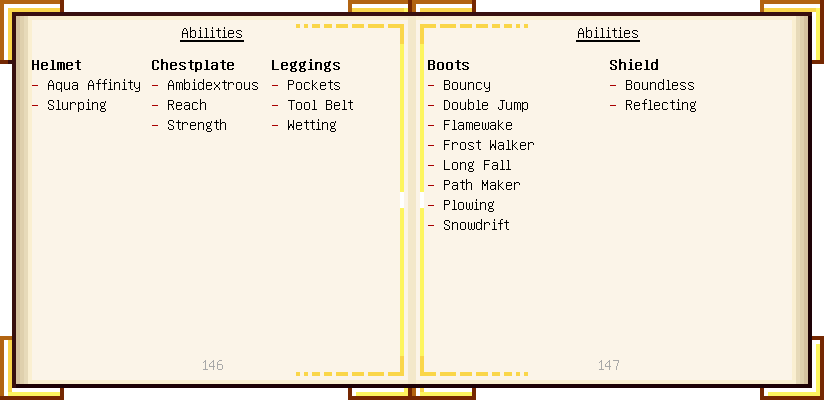 Abilities
Helmet
- Aqua Affinity
- Slurping
Chestplate
- Ambidextrous
- Reach
- Strength
Leggings
- Pockets
- Tool Belt
- Wetting
146
Abilities
Boots
- Bouncy
- Double Jump
- Flamewake
- Frost Walker
- Long Fall
- Path Maker
- Plowing
- Snowdrift
Shield
- Boundless
- Reflecting
147